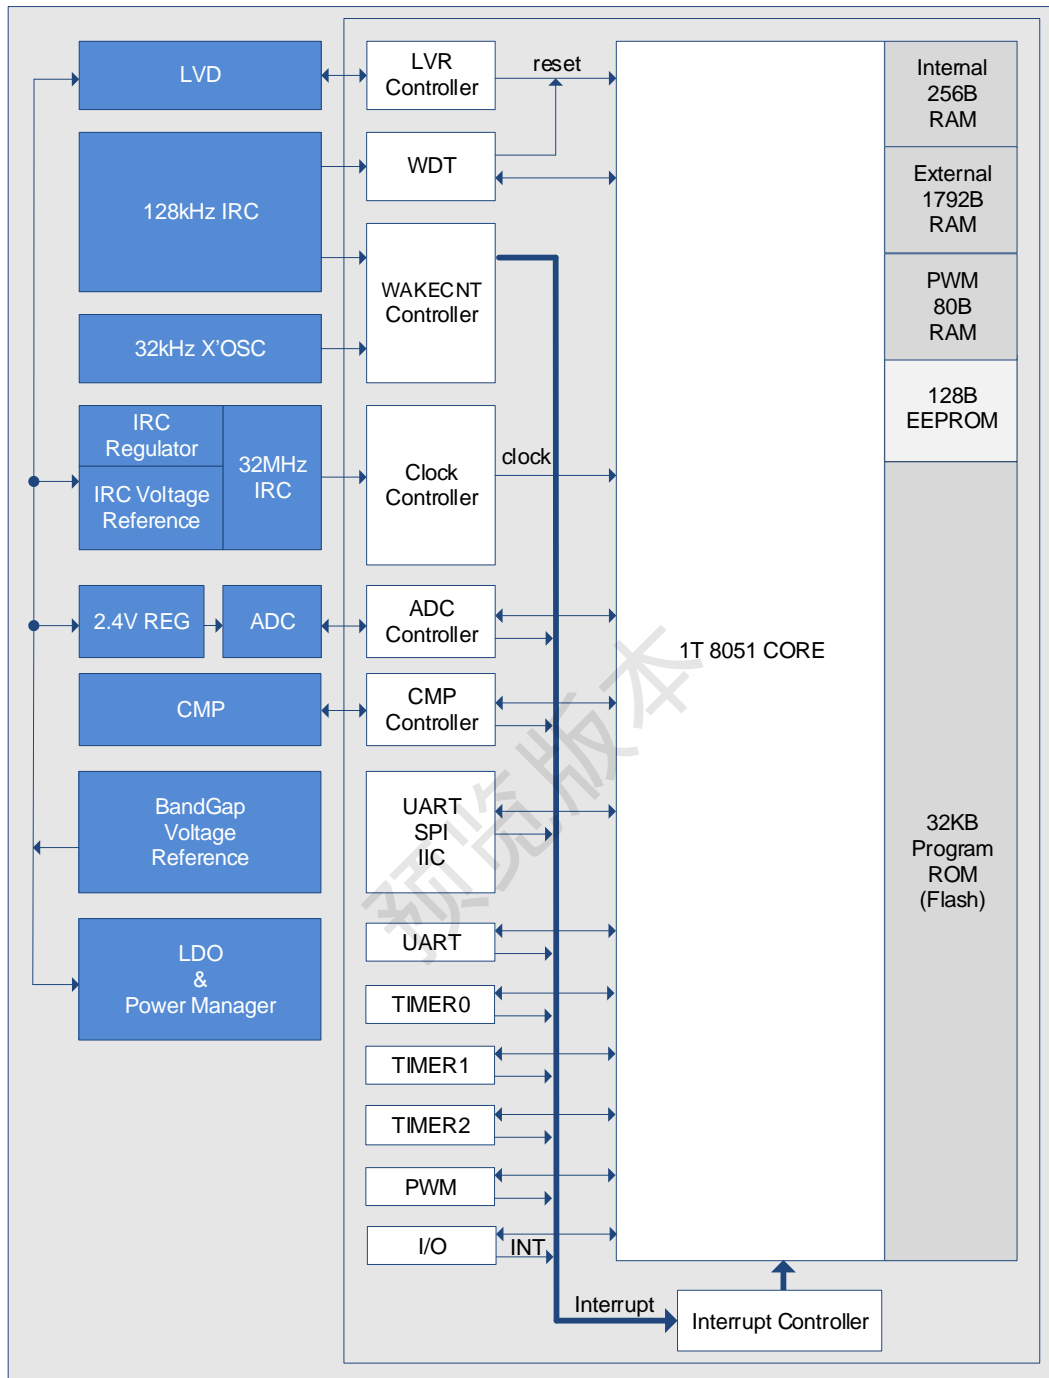 LVD
128kHz IRC
32kHz X'OSC
IRC
Regulator
IRC Voltage
Reference
32MHz
IRC
2.4V REG
ADC
CMP
BandGap
Voltage
Reference
LDO
&
Power Manager
LVR
Controller
reset
WDT
WAKECNT
Controller
Clock
Controller
clock
ADC
Controller
CMP
Controller
UART
SPI
IIC
UART
TIMER0
TIMER1
TIMER2
PWM
I/O
INT
Interrupt
Interrupt Controller
1T 8051 CORE
Internal
256B
RAM
External
1792B
RAM
PWM
80B
RAM
128B
EEPROM
32KB
Program
ROM
(Flash)
预览版本